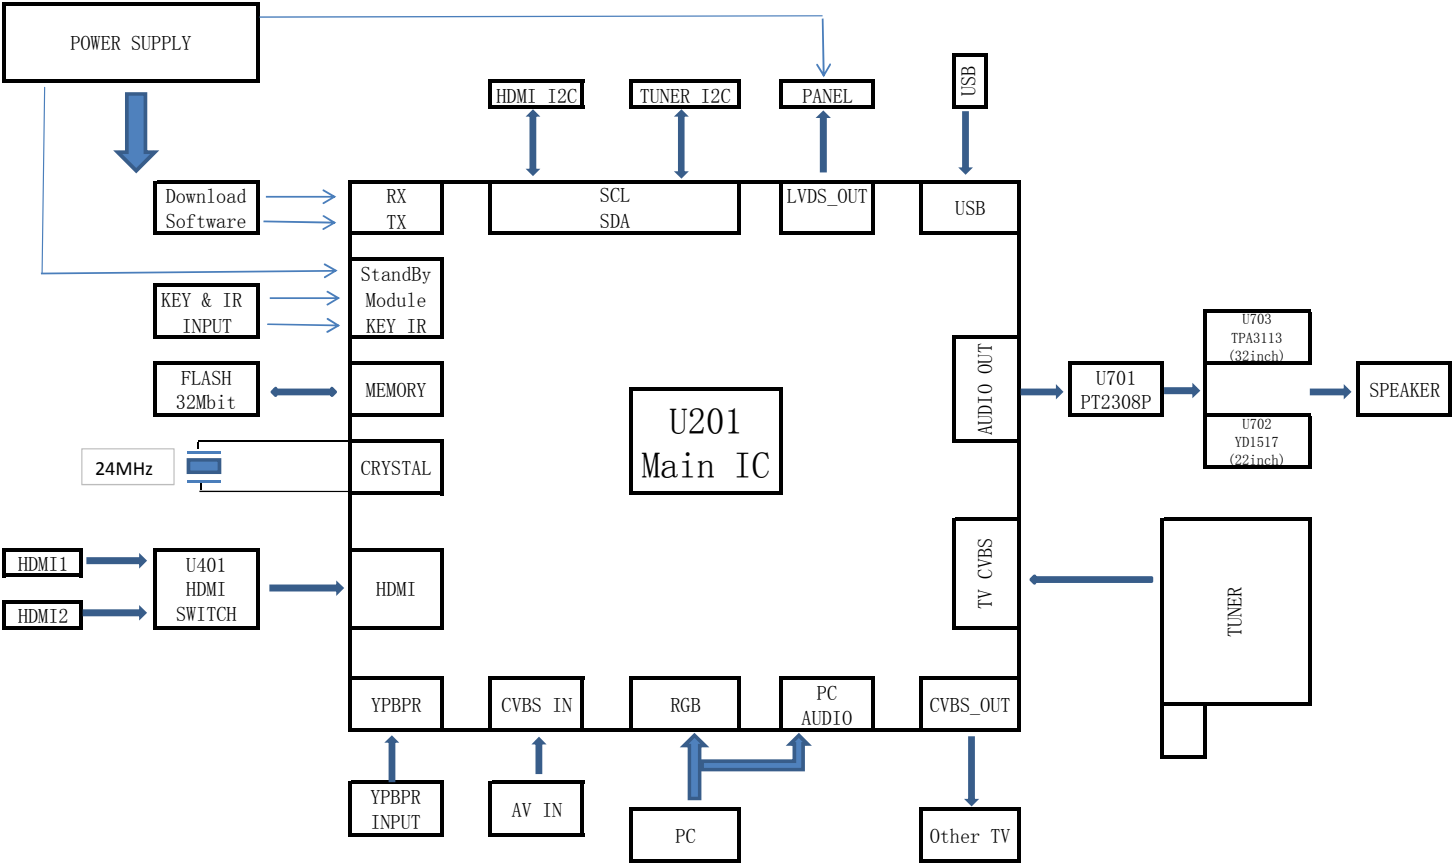 POWER SUPPLY
HDMI I2C
TUNER I2C
PANEL
USB
Download
Software
RX
TX
SCL
SDA
LVDS_OUT
USB
StandBy
Module
KEY IR
KEY & IR
INPUT
FLASH
32Mbit
MEMORY
24MHz
CRYSTAL
U201
Main IC
AUDIO OUT
U701
PT2308P
U703
TPA3113
(32inch)
U702
YD1517
(22inch)
SPEAKER
HDMI1
HDMI2
U401
HDMI
SWITCH
HDMI
TV CVBS
TUNER
YPBPR
CVBS IN
RGB
PC
AUDIO
CVBS_OUT
YPBPR
INPUT
AV IN
PC
Other TV